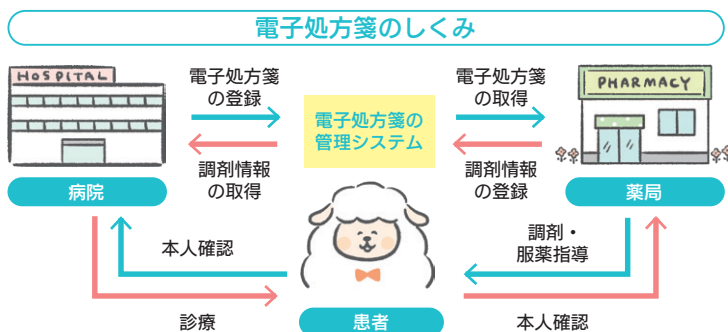 電子処方箋のしくみ
HOSPITAL
電子処方箋
の登録
電子処方箋の
管理システム
電子処方箋
の取得
PHARMACY
調剤情報
の取得
調剤情報
の登録
病院
薬局
本人確認
調剤・
服薬指導
診療
患者
本人確認